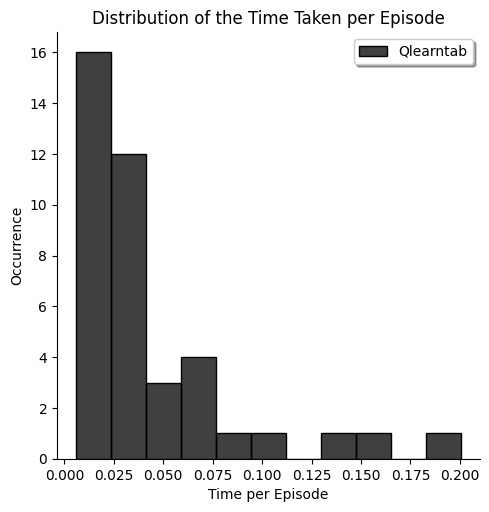 Distribution of the Time Taken per Episode
Qlearntab
Occurrence
16
14
12
10
8
6
4
2
0
0.000 0.025 0.050 0.075 0.100 0.125 0.150 0.175 0.200
Time per Episode